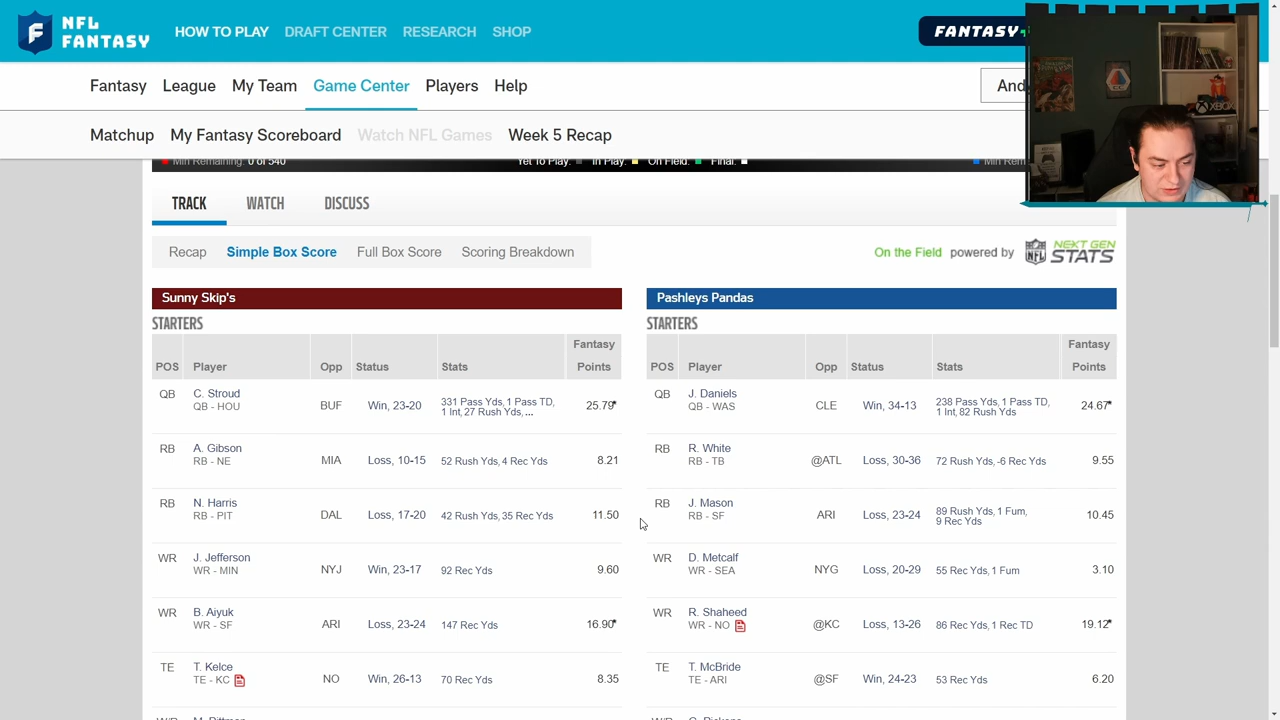 NFL
FANTASY
HOW TO PLAY DRAFT CENTER RESEARCH SHOP
FANTASY+
Fantasy League My Team Game Center Players Help
Matchup My Fantasy Scoreboard Watch NFL Games Week 5 Recap
Min Remaining: 0 of 540 Yet To Play: In Play: On Field: Final:
TRACK WATCH DISCUSS
Recap Simple Box Score Full Box Score Scoring Breakdown
On the Field powered by NFL NEXT GEN STATS
Sunny Skip's
STARTERS
POS Player Opp Status Stats Fantasy Points
QB C. Stroud
QB - HOU BUF Win, 23-20 331 Pass Yds, 1 Pass TD,
1 Int, 27 Rush Yds, ... 25.79*
RB A. Gibson
RB - NE MIA Loss, 10-15 52 Rush Yds, 4 Rec Yds 8.21
RB N. Harris
RB - PIT DAL Loss, 17-20 42 Rush Yds, 35 Rec Yds 11.50
WR J. Jefferson
WR - MIN NYJ Win, 23-17 92 Rec Yds 9.60
WR B. Aiyuk
WR - SF ARI Loss, 23-24 147 Rec Yds 16.90*
TE T. Kelce
TE - KC NO Win, 26-13 70 Rec Yds 8.35
Pashleys Pandas
STARTERS
POS Player Opp Status Stats Fantasy Points
QB J. Daniels
QB - WAS CLE Win, 34-13 238 Pass Yds, 1 Pass TD,
1 Int, 82 Rush Yds 24.67*
RB R. White
RB - TB @ATL Loss, 30-36 72 Rush Yds, -6 Rec Yds 9.55
RB J. Mason
RB - SF ARI Loss, 23-24 89 Rush Yds, 1 Fum,
9 Rec Yds 10.45
WR D. Metcalf
WR - SEA NYG Loss, 20-29 55 Rec Yds, 1 Fum 3.10
WR R. Shaheed
WR - NO @KC Loss, 13-26 86 Rec Yds, 1 Rec TD 19.12*
TE T. McBride
TE - ARI @SF Win, 24-23 53 Rec Yds 6.20
XBOX